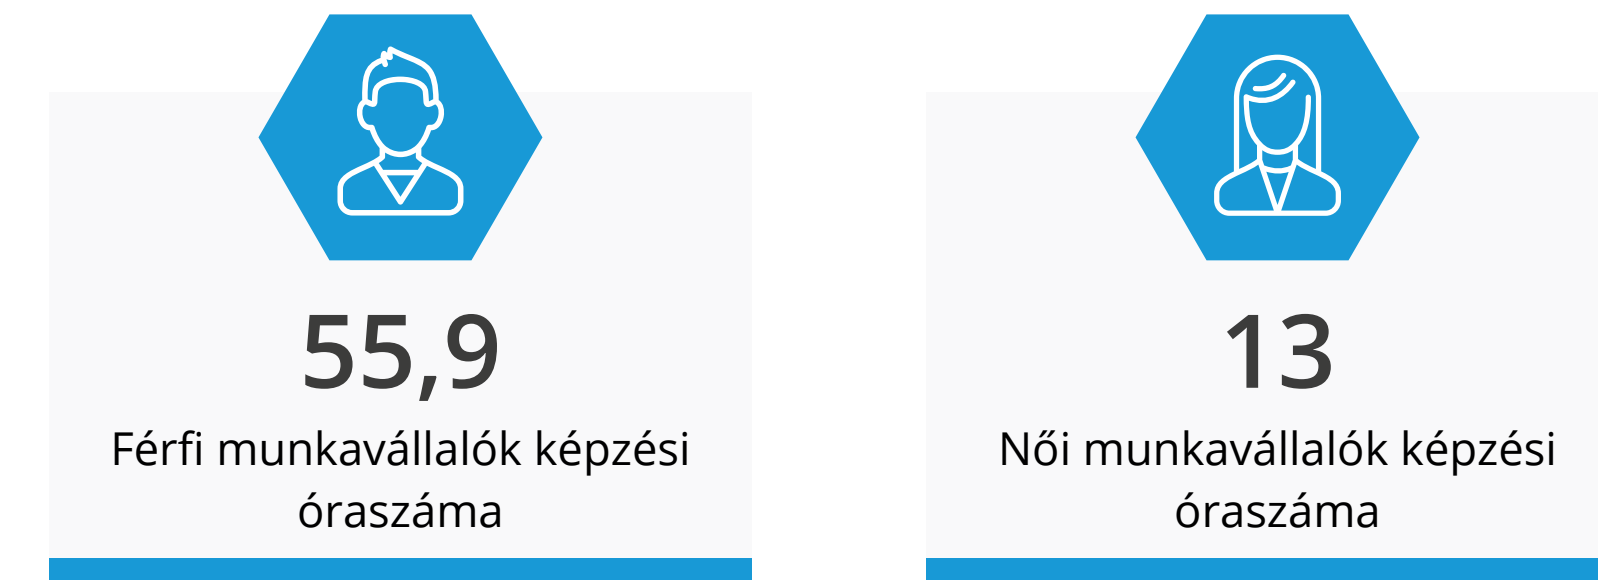 55,9
Férfi munkavállalók képzési
óraszáma
13
Női munkavállalók képzési
óraszáma